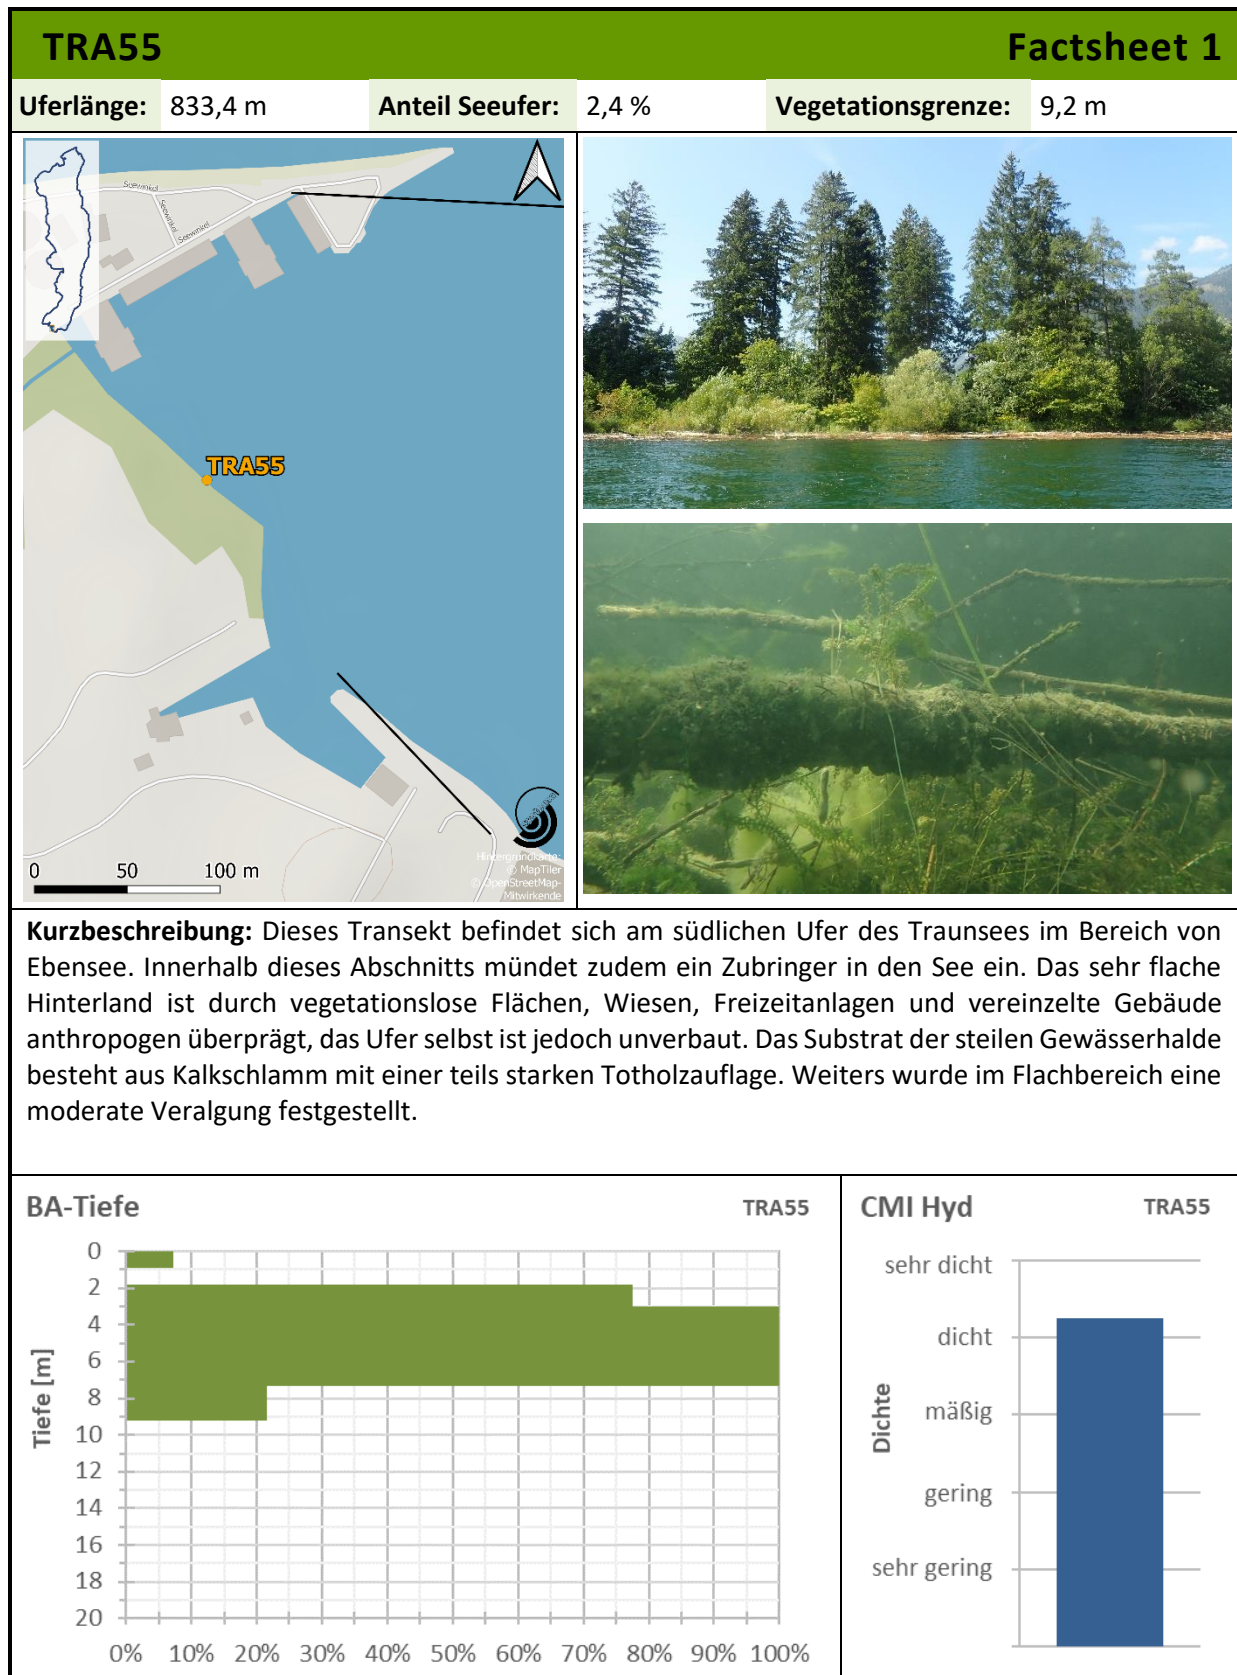 TRA55 Factsheet 1
Uferlänge: 833,4 m Anteil Seeufer: 2,4 % Vegetationsgrenze: 9,2 m
Seewinkel
Seewinkel
Seewinkel
TRA55
0 50 100 m
Hintergrundkarte:
© MapTiler
© OpenStreetMap-
Mitwirkende
Kurzbeschreibung: Dieses Transekt befindet sich am südlichen Ufer des Traunsees im Bereich von
Ebensee. Innerhalb dieses Abschnitts mündet zudem ein Zubringer in den See ein. Das sehr flache
Hinterland ist durch vegetationslose Flächen, Wiesen, Freizeitanlagen und vereinzelte Gebäude
anthropogen überprägt, das Ufer selbst ist jedoch unverbaut. Das Substrat der steilen Gewässerhalde
besteht aus Kalkschlamm mit einer teils starken Totholzauflage. Weiters wurde im Flachbereich eine
moderate Veralgung festgestellt.
BA-Tiefe TRA55
Tiefe [m]
0
2
4
6
8
10
12
14
16
18
20
0% 10% 20% 30% 40% 50% 60% 70% 80% 90% 100%
CMI Hyd TRA55
Dichte
sehr dicht
dicht
mäßig
gering
sehr gering